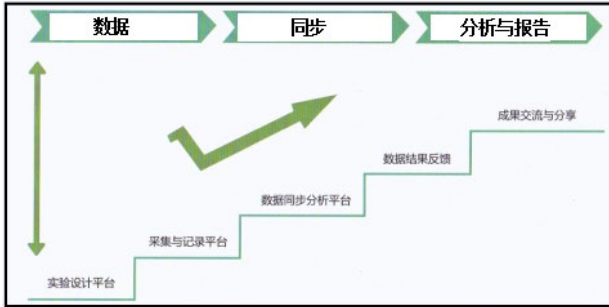 数据
同步
分析与报告
成果交流与分享
数据结果反馈
数据同步分析平台
采集与记录平台
实验设计平台